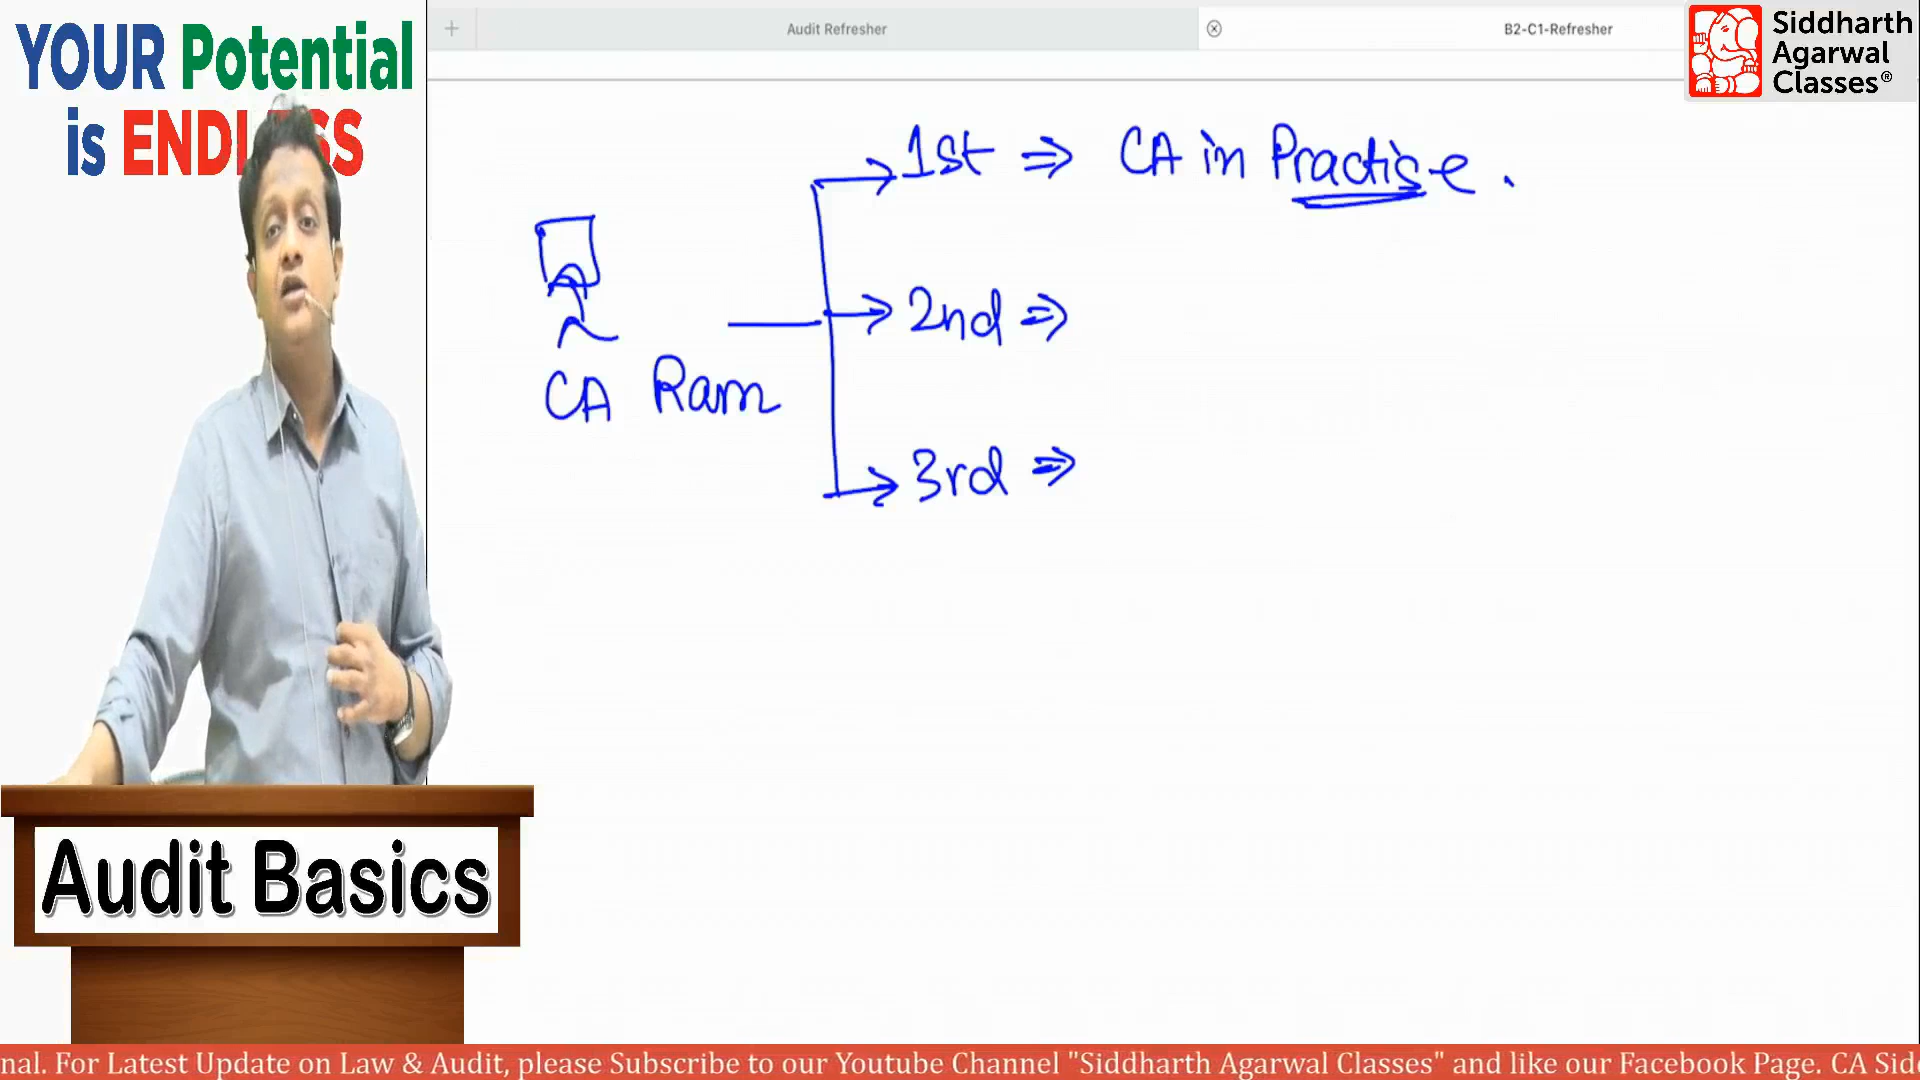 YOUR Potential
is ENDLESS
Audit Refresher
B2-C1-Refresher
Siddharth
Agarwal
Classes®
1st ⇒ CA in Practise.
2nd ⇒
CA Ram
3rd ⇒
Audit Basics
nal. For Latest Update on Law & Audit, please Subscribe to our Youtube Channel "Siddharth Agarwal Classes" and like our Facebook Page. CA Sid